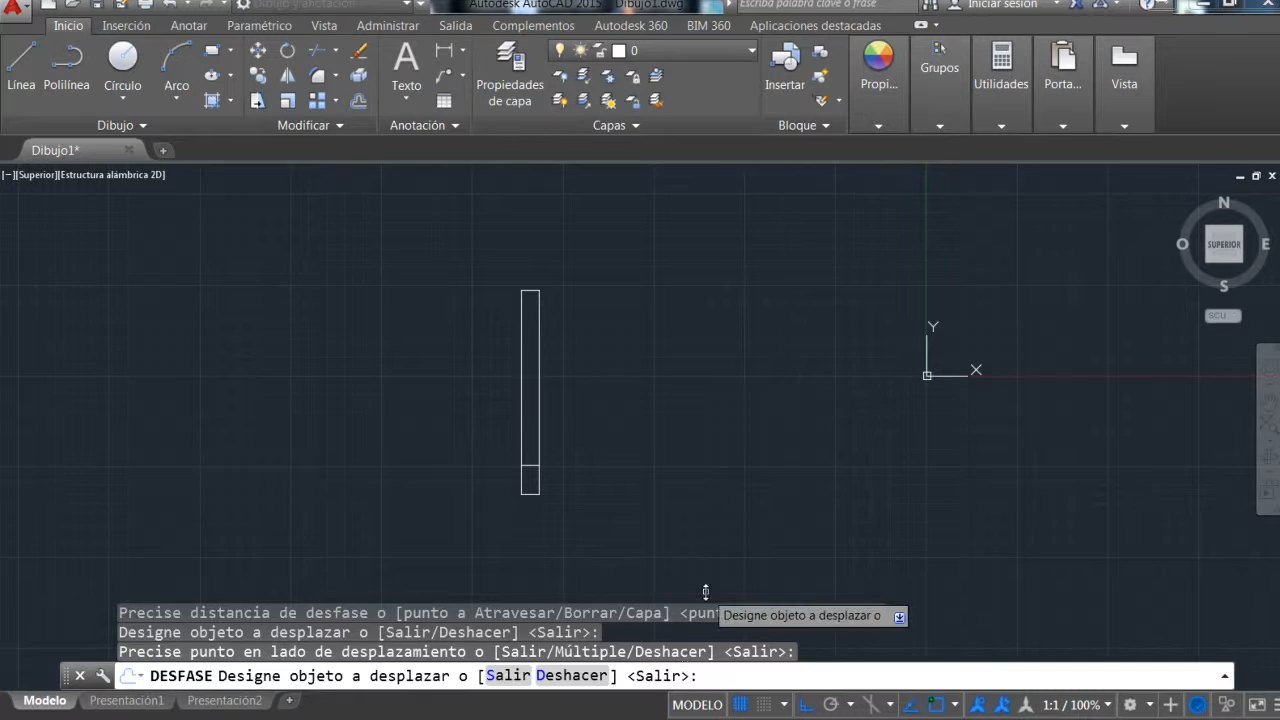 Dibujo y anotación
Autodesk AutoCAD 2015 Dibujo1.dwg
Escriba palabra clave o frase
Iniciar sesión
Inicio Inserción Anotar Paramétrico Vista Administrar Salida Complementos Autodesk 360 BIM 360 Aplicaciones destacadas
0
Línea Polilínea Círculo Arco Texto Propiedades de capa Insertar Propi... Grupos Utilidades Porta... Vista
Dibujo Modificar Anotación Capas Bloque
Dibujo1*
[−][Superior][Estructura alámbrica 2D]
N
O SUPERIOR E
S
SCU
Y
X
Precise distancia de desfase o [punto a Atravesar/Borrar/Capa] <pun
Designe objeto a desplazar o
Designe objeto a desplazar o [Salir/Deshacer] <Salir>:
Precise punto en lado de desplazamiento o [Salir/Múltiple/Deshacer] <Salir>:
DESFASE Designe objeto a desplazar o [Salir Deshacer] <Salir>:
Modelo Presentación1 Presentación2 +
MODELO 1:1 / 100%